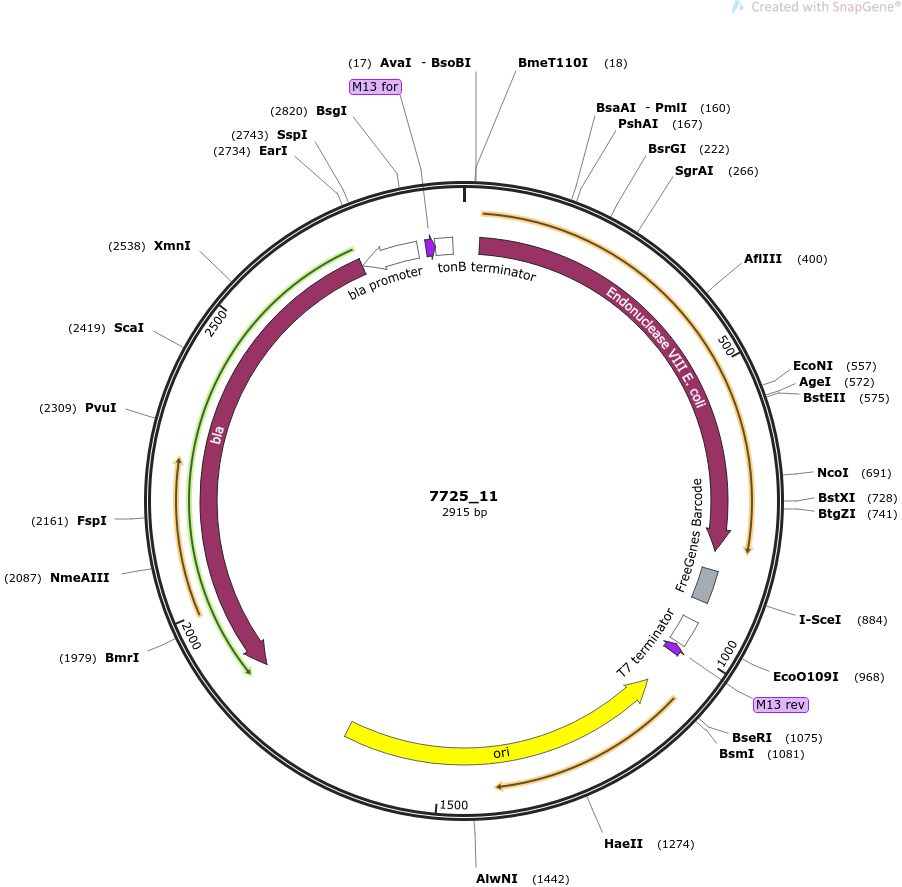 Created with SnapGene®
(17) AvaI - BsoBI
BmeT110I (18)
M13 for
(2820) BsgI
(2743) SspI
(2734) EarI
BsaAI - PmlI (160)
PshAI (167)
BsrGI (222)
SgrAI (266)
(2538) XmnI
AflIII (400)
bla promoter
tonB terminator
Endonuclease VIII E. coli
2500
500
(2419) ScaI
EcoNI (557)
AgeI (572)
BstEII (575)
(2309) PvuI
bla
NcoI (691)
7725_11
2915 bp
BstXI (728)
BtgZI (741)
(2161) FspI
FreeGenes Barcode
(2087) NmeAIII
I-SceI (884)
2000
T7 terminator
1000
(1979) BmrI
EcoO109I (968)
M13 rev
BseRI (1075)
BsmI (1081)
ori
1500
HaeII (1274)
AlwNI (1442)